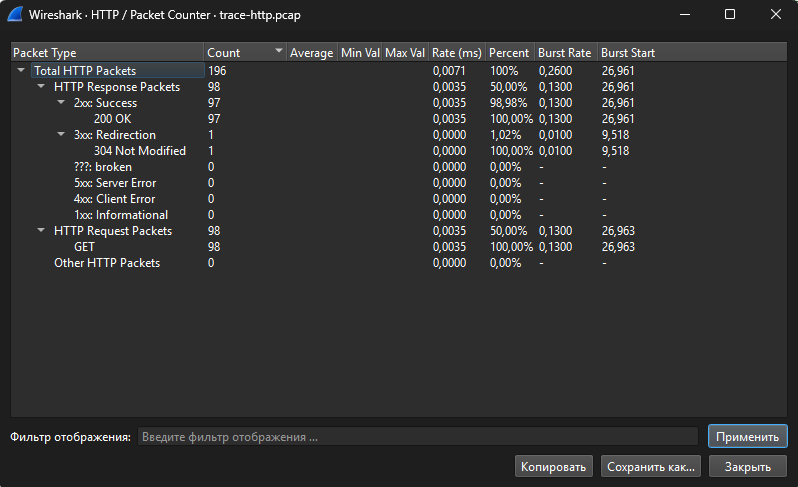 Wireshark · HTTP / Packet Counter · trace-http.pcap
Packet Type Count Average Min Val Max Val Rate (ms) Percent Burst Rate Burst Start
Total HTTP Packets 196 0,0071 100% 0,2600 26,961
HTTP Response Packets 98 0,0035 50,00% 0,1300 26,961
2xx: Success 97 0,0035 98,98% 0,1300 26,961
200 OK 97 0,0035 100,00% 0,1300 26,961
3xx: Redirection 1 0,0000 1,02% 0,0100 9,518
304 Not Modified 1 0,0000 100,00% 0,0100 9,518
???: broken 0 0,0000 0,00% - -
5xx: Server Error 0 0,0000 0,00% - -
4xx: Client Error 0 0,0000 0,00% - -
1xx: Informational 0 0,0000 0,00% - -
HTTP Request Packets 98 0,0035 50,00% 0,1300 26,963
GET 98 0,0035 100,00% 0,1300 26,963
Other HTTP Packets 0 0,0000 0,00% - -
Фильтр отображения: Введите фильтр отображения ... Применить
Копировать Сохранить как... Закрыть